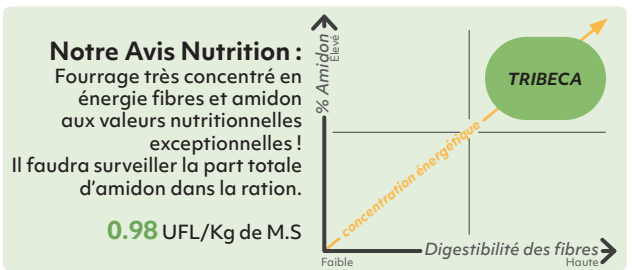 Notre Avis Nutrition :
Fourrage très concentré en
énergie fibres et amidon
aux valeurs nutritionnelles
exceptionnelles !
Il faudra surveiller la part totale
d'amidon dans la ration.
0.98 UFL/Kg de M.S
% Amidon
Élevé
TRIBECA
concentration énergétique
Digestibilité des fibres
Faible
Haute